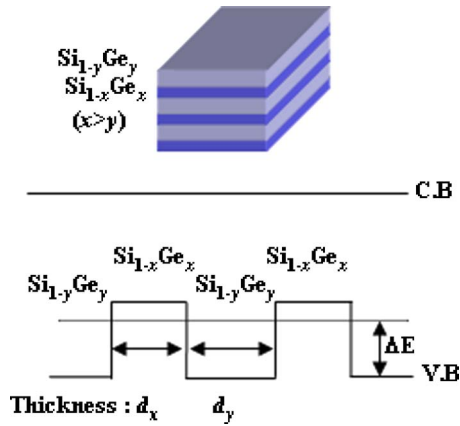 Si1-yGey
Si1-xGex
(x>y)
C.B
Si1-xGex Si1-xGex
Si1-yGey Si1-yGey
ΔE
V.B
Thickness : dx dy